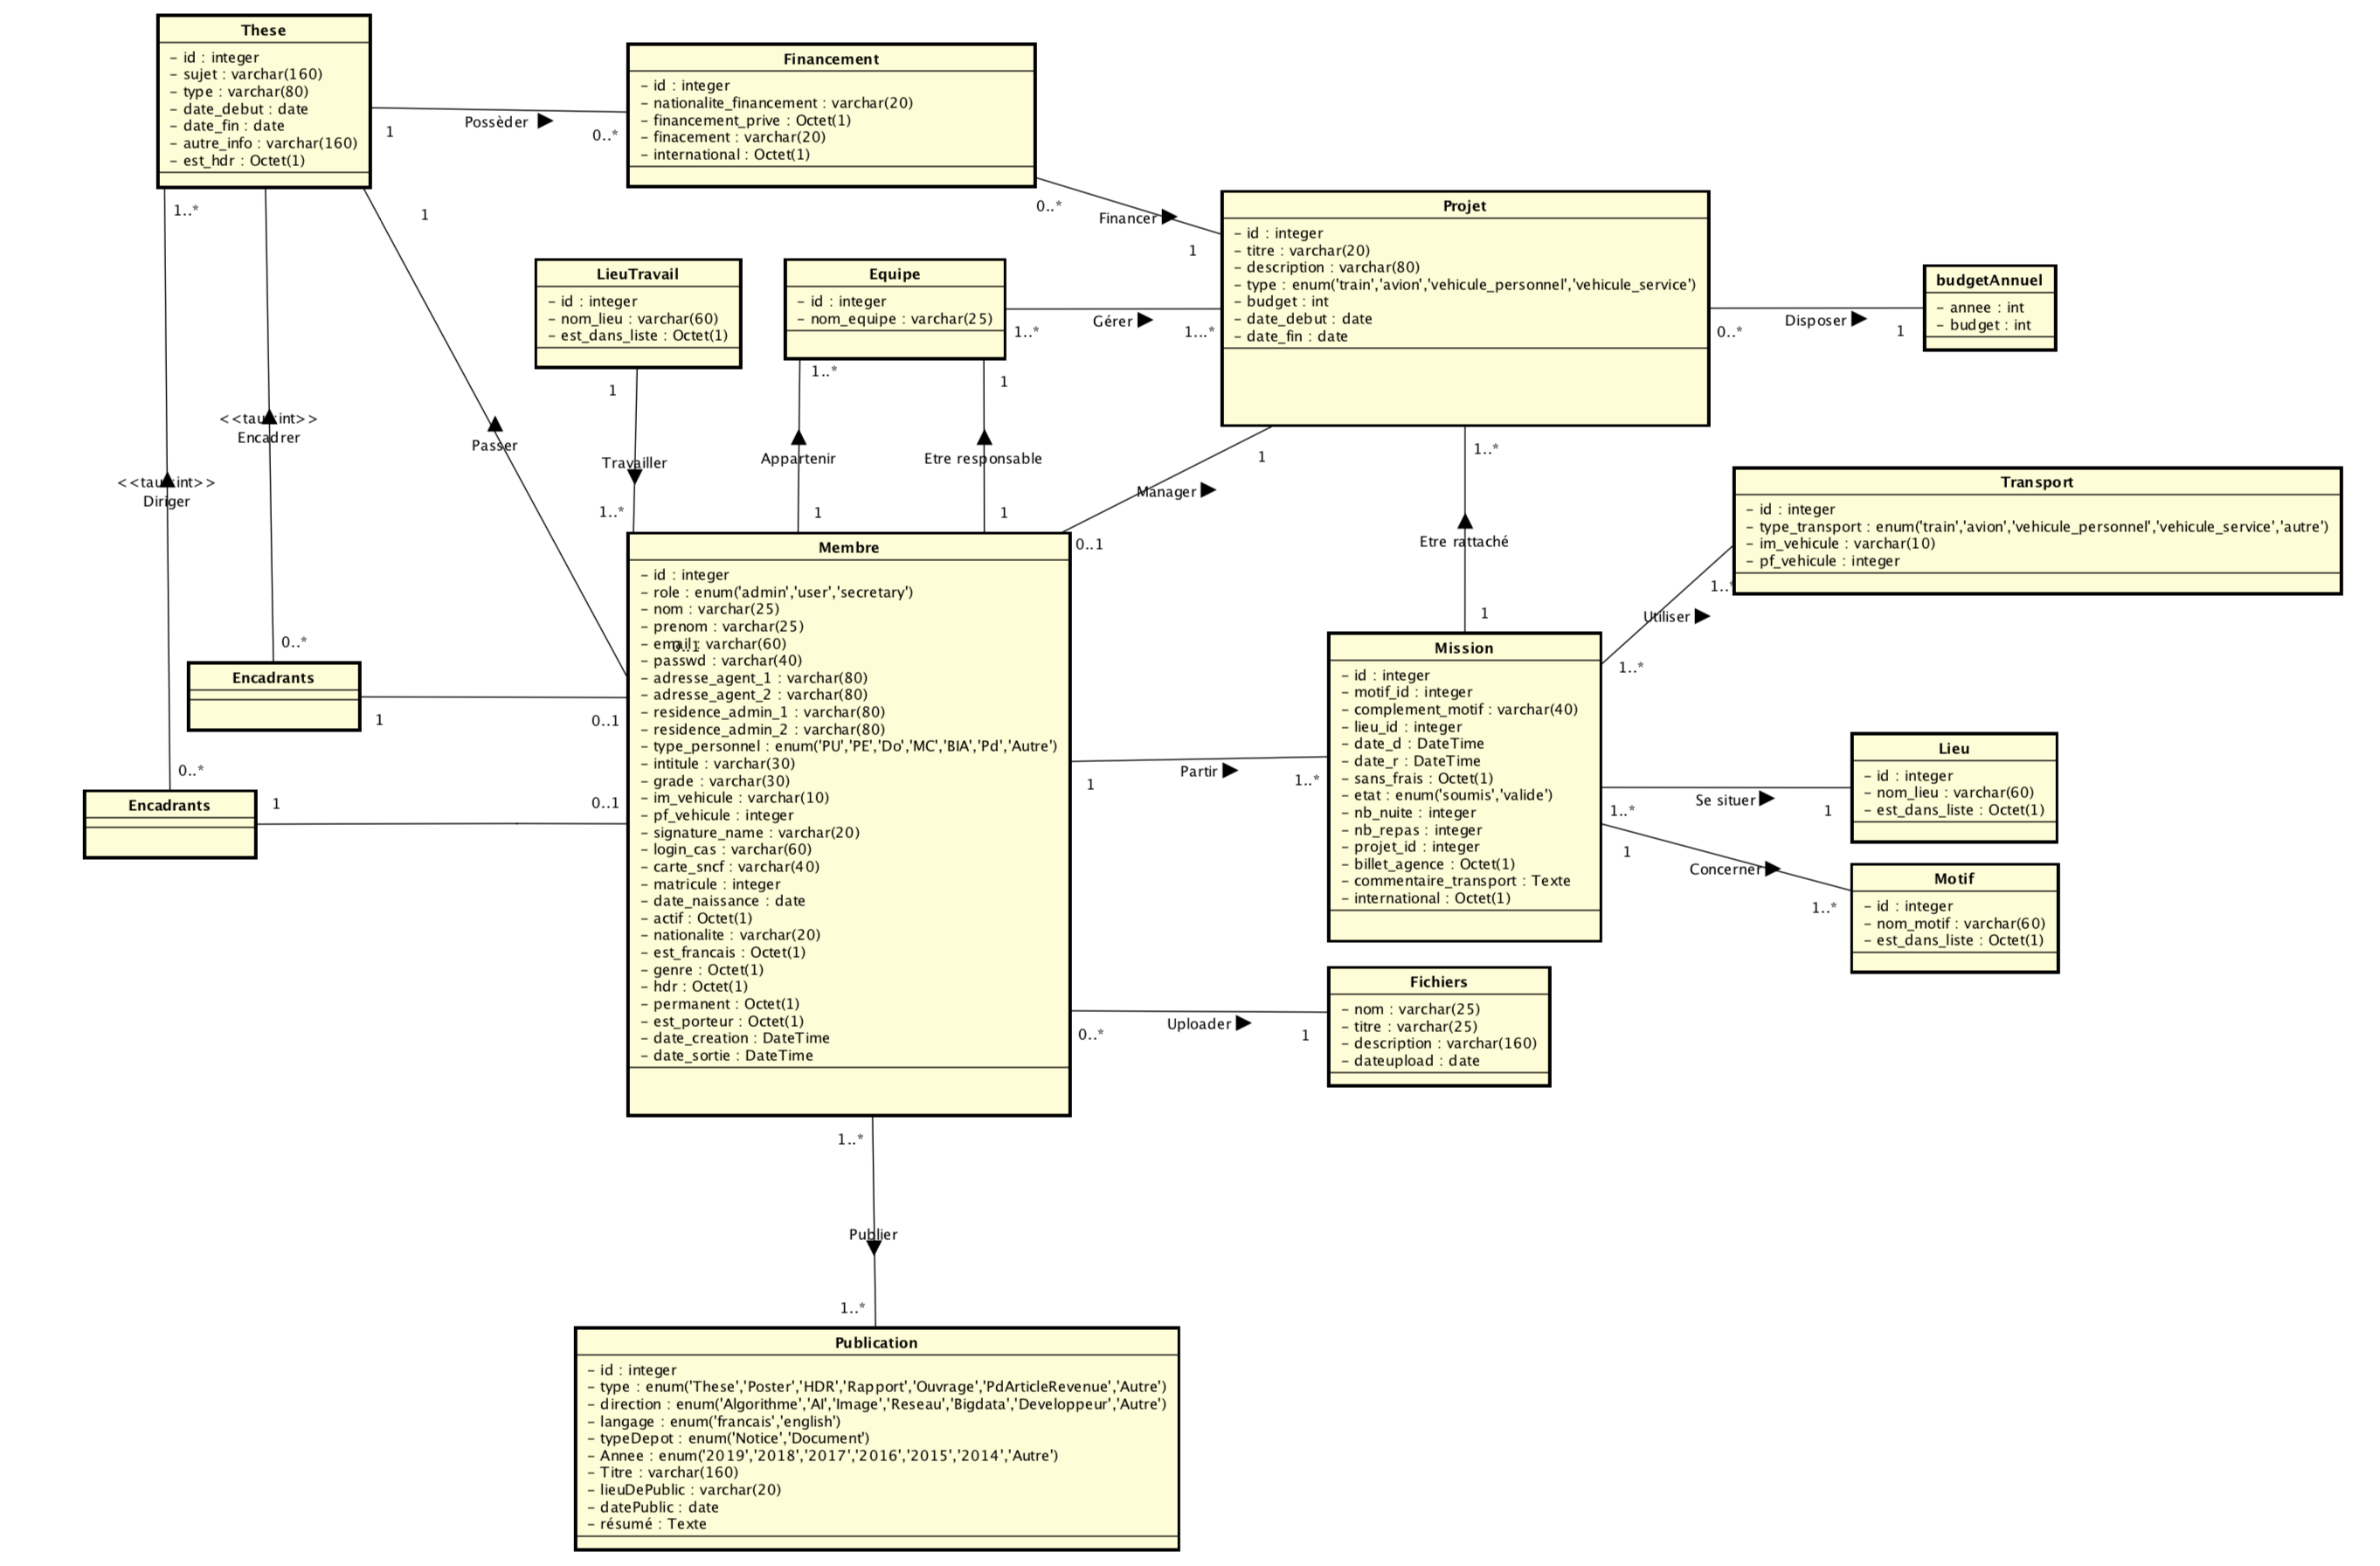 These
– id : integer
– sujet : varchar(160)
– type : varchar(80)
– date_debut : date
– date_fin : date
– autre_info : varchar(160)
– est_hdr : Octet(1)
1
Possèder
0..*
Financement
– id : integer
– nationalite_financement : varchar(20)
– financement_prive : Octet(1)
– finacement : varchar(20)
– international : Octet(1)
0..*
Financer
1
Projet
– id : integer
– titre : varchar(20)
– description : varchar(80)
– type : enum('train','avion','vehicule_personnel','vehicule_service')
– budget : int
– date_debut : date
– date_fin : date
0..*
Disposer
1
budgetAnnuel
– annee : int
– budget : int
1..*
1
LieuTravail
– id : integer
– nom_lieu : varchar(60)
– est_dans_liste : Octet(1)
Equipe
– id : integer
– nom_equipe : varchar(25)
1..*
Gérer
1...*
1
Travailler
1..*
1..*
Appartenir
1
1
Etre responsable
1
1
Manager
0..1
1..*
Etre rattaché
1
<<tau
int>>
Encadrer
Passer
<<tau
int>>
Diriger
0..*
0..*
Encadrants
1
0..1
Encadrants
1
0..1
Membre
– id : integer
– role : enum('admin','user','secretary')
– nom : varchar(25)
– prenom : varchar(25)
– email : varchar(60)
0..1
– passwd : varchar(40)
– adresse_agent_1 : varchar(80)
– adresse_agent_2 : varchar(80)
– residence_admin_1 : varchar(80)
– residence_admin_2 : varchar(80)
– type_personnel : enum('PU','PE','Do','MC','BIA','Pd','Autre')
– intitule : varchar(30)
– grade : varchar(30)
– im_vehicule : varchar(10)
– pf_vehicule : integer
– signature_name : varchar(20)
– login_cas : varchar(60)
– carte_sncf : varchar(40)
– matricule : integer
– date_naissance : date
– actif : Octet(1)
– nationalite : varchar(20)
– est_francais : Octet(1)
– genre : Octet(1)
– hdr : Octet(1)
– permanent : Octet(1)
– est_porteur : Octet(1)
– date_creation : DateTime
– date_sortie : DateTime
Transport
– id : integer
– type_transport : enum('train','avion','vehicule_personnel','vehicule_service','autre')
– im_vehicule : varchar(10)
– pf_vehicule : integer
1..*
Utiliser
1..*
Mission
– id : integer
– motif_id : integer
– complement_motif : varchar(40)
– lieu_id : integer
– date_d : DateTime
– date_r : DateTime
– sans_frais : Octet(1)
– etat : enum('soumis','valide')
– nb_nuite : integer
– nb_repas : integer
– projet_id : integer
– billet_agence : Octet(1)
– commentaire_transport : Texte
– international : Octet(1)
1
Partir
1..*
1..*
Se situer
1
Lieu
– id : integer
– nom_lieu : varchar(60)
– est_dans_liste : Octet(1)
1
Concerner
1..*
Motif
– id : integer
– nom_motif : varchar(60)
– est_dans_liste : Octet(1)
0..*
Uploader
1
Fichiers
– nom : varchar(25)
– titre : varchar(25)
– description : varchar(160)
– dateupload : date
1..*
Publier
1..*
Publication
– id : integer
– type : enum('These','Poster','HDR','Rapport','Ouvrage','PdArticleRevenue','Autre')
– direction : enum('Algorithme','AI','Image','Reseau','Bigdata','Developpeur','Autre')
– langage : enum('francais','english')
– typeDepot : enum('Notice','Document')
– Annee : enum('2019','2018','2017','2016','2015','2014','Autre')
– Titre : varchar(160)
– lieuDePublic : varchar(20)
– datePublic : date
– résumé : Texte